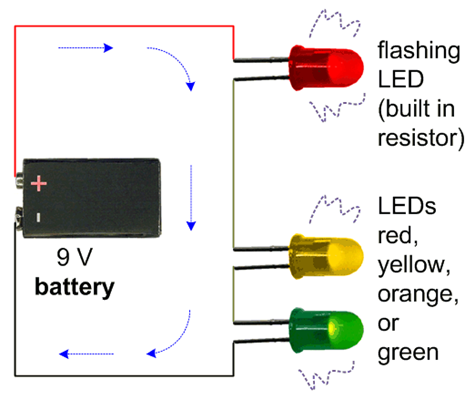 flashing
LED
(built in
resistor)
+
-
9 V
battery
LEDs
red,
yellow,
orange,
or
green